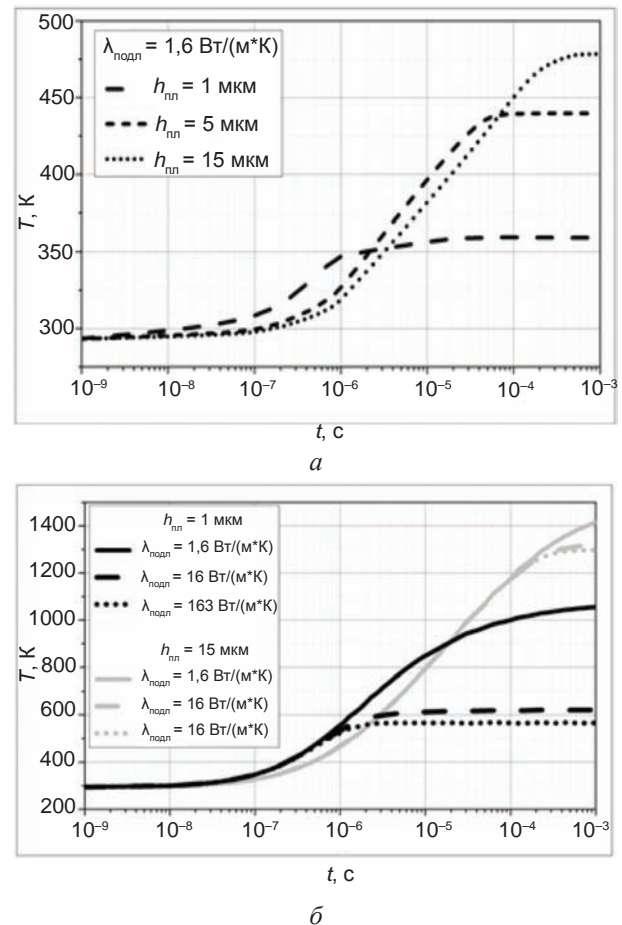 500
450
400
350
300
T, К
λподл = 1,6 Вт/(м*К)
hпл = 1 мкм
hпл = 5 мкм
hпл = 15 мкм
10⁻⁹ 10⁻⁸ 10⁻⁷ 10⁻⁶ 10⁻⁵ 10⁻⁴ 10⁻³
t, с
а
1400
1200
1000
800
600
400
200
T, К
hпл = 1 мкм
λподл = 1,6 Вт/(м*К)
λподл = 16 Вт/(м*К)
λподл = 163 Вт/(м*К)
hпл = 15 мкм
λподл = 1,6 Вт/(м*К)
λподл = 16 Вт/(м*К)
λподл = 16 Вт/(м*К)
10⁻⁹ 10⁻⁸ 10⁻⁷ 10⁻⁶ 10⁻⁵ 10⁻⁴ 10⁻³
t, с
б